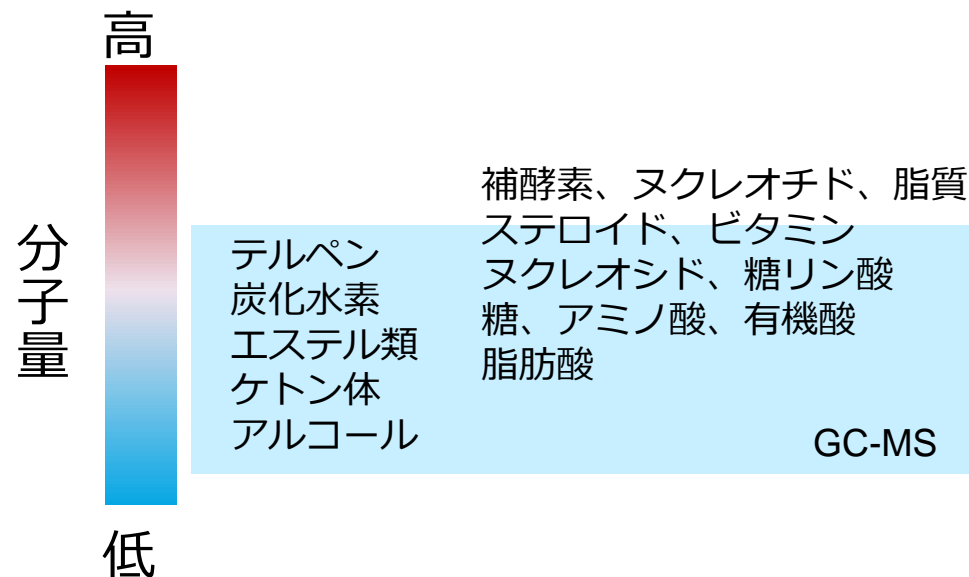 高
分子量
補酵素、ヌクレオチド、脂質
ステロイド、ビタミン
ヌクレオシド、糖リン酸
糖、アミノ酸、有機酸
脂肪酸
テルペン
炭化水素
エステル類
ケトン体
アルコール
GC-MS
低